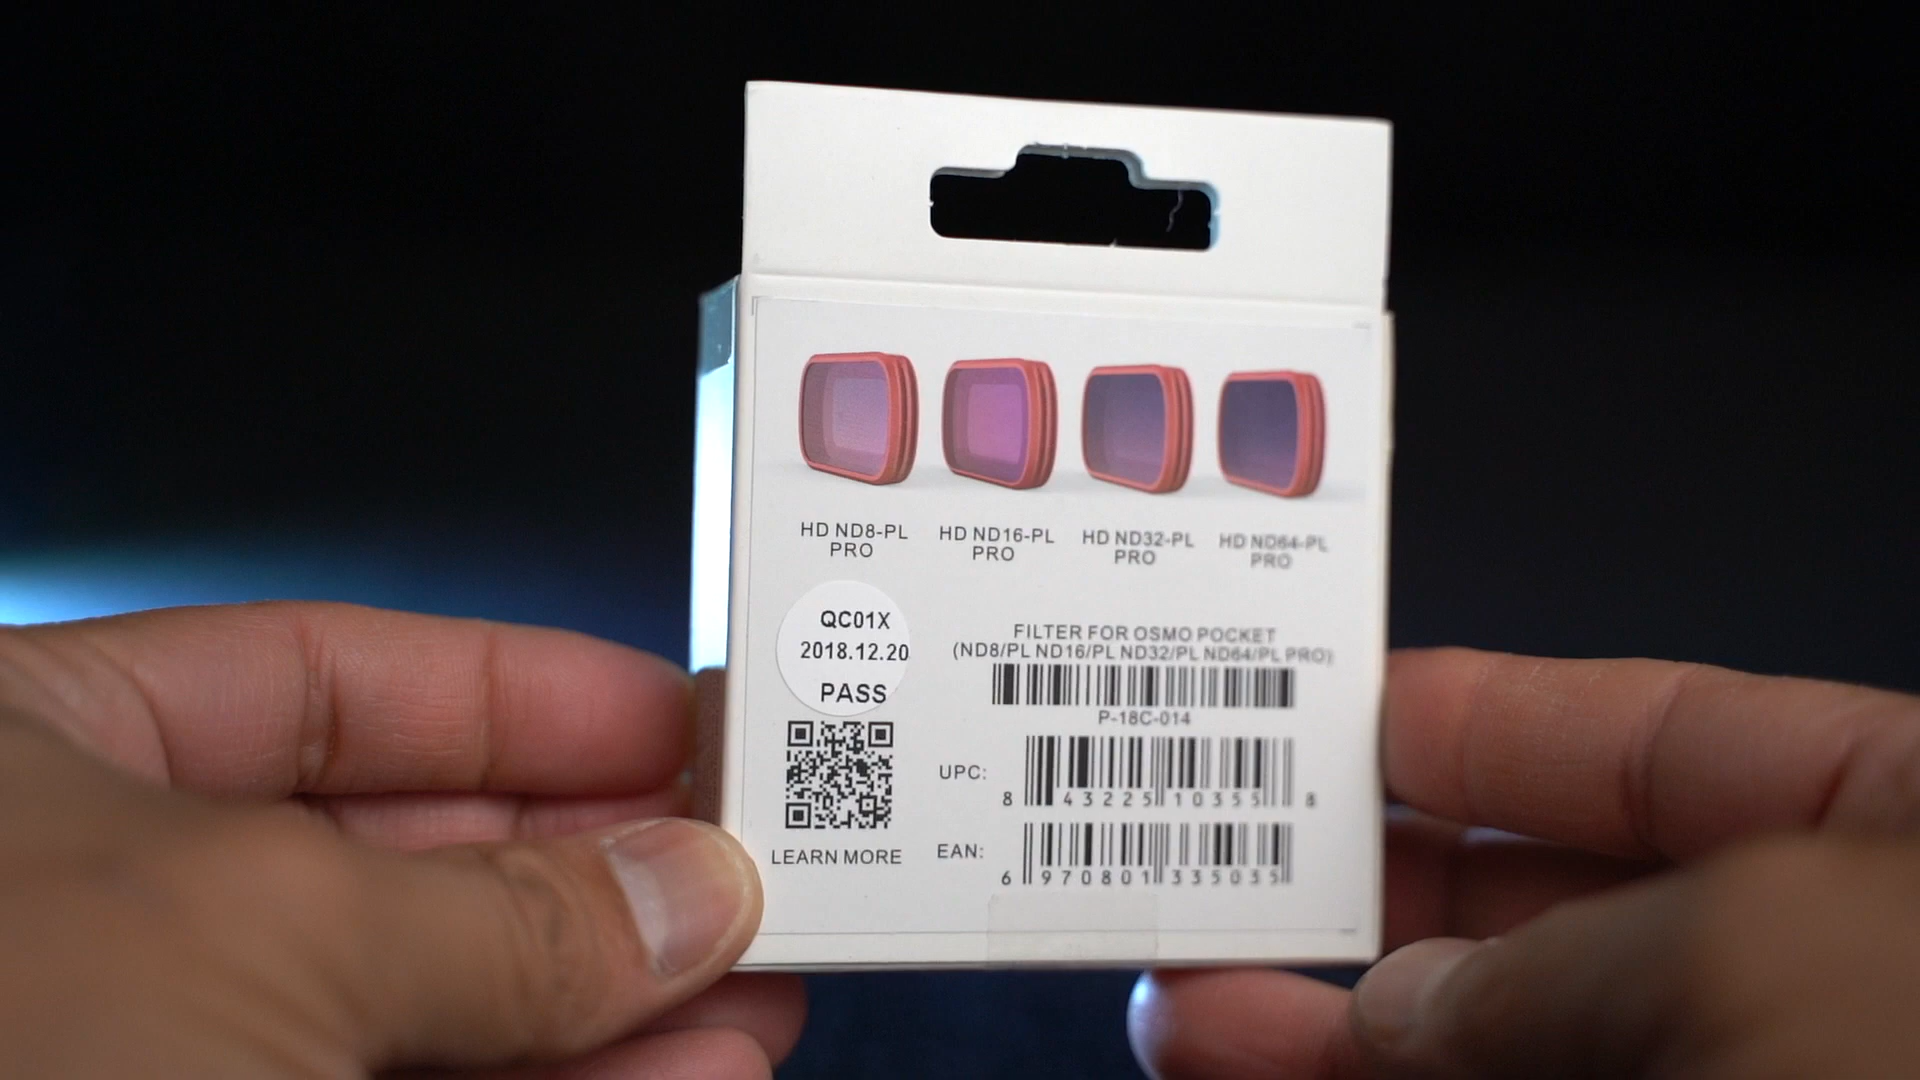 HD ND8-PL
PRO
HD ND16-PL
PRO
HD ND32-PL
PRO
HD ND64-PL
PRO
QC01X
2018.12.20
PASS
LEARN MORE
FILTER FOR OSMO POCKET
(ND8/PL ND16/PL ND32/PL ND64/PL PRO)
P-18C-014
UPC:
8 43225 10355 8
EAN:
6 970801 335035